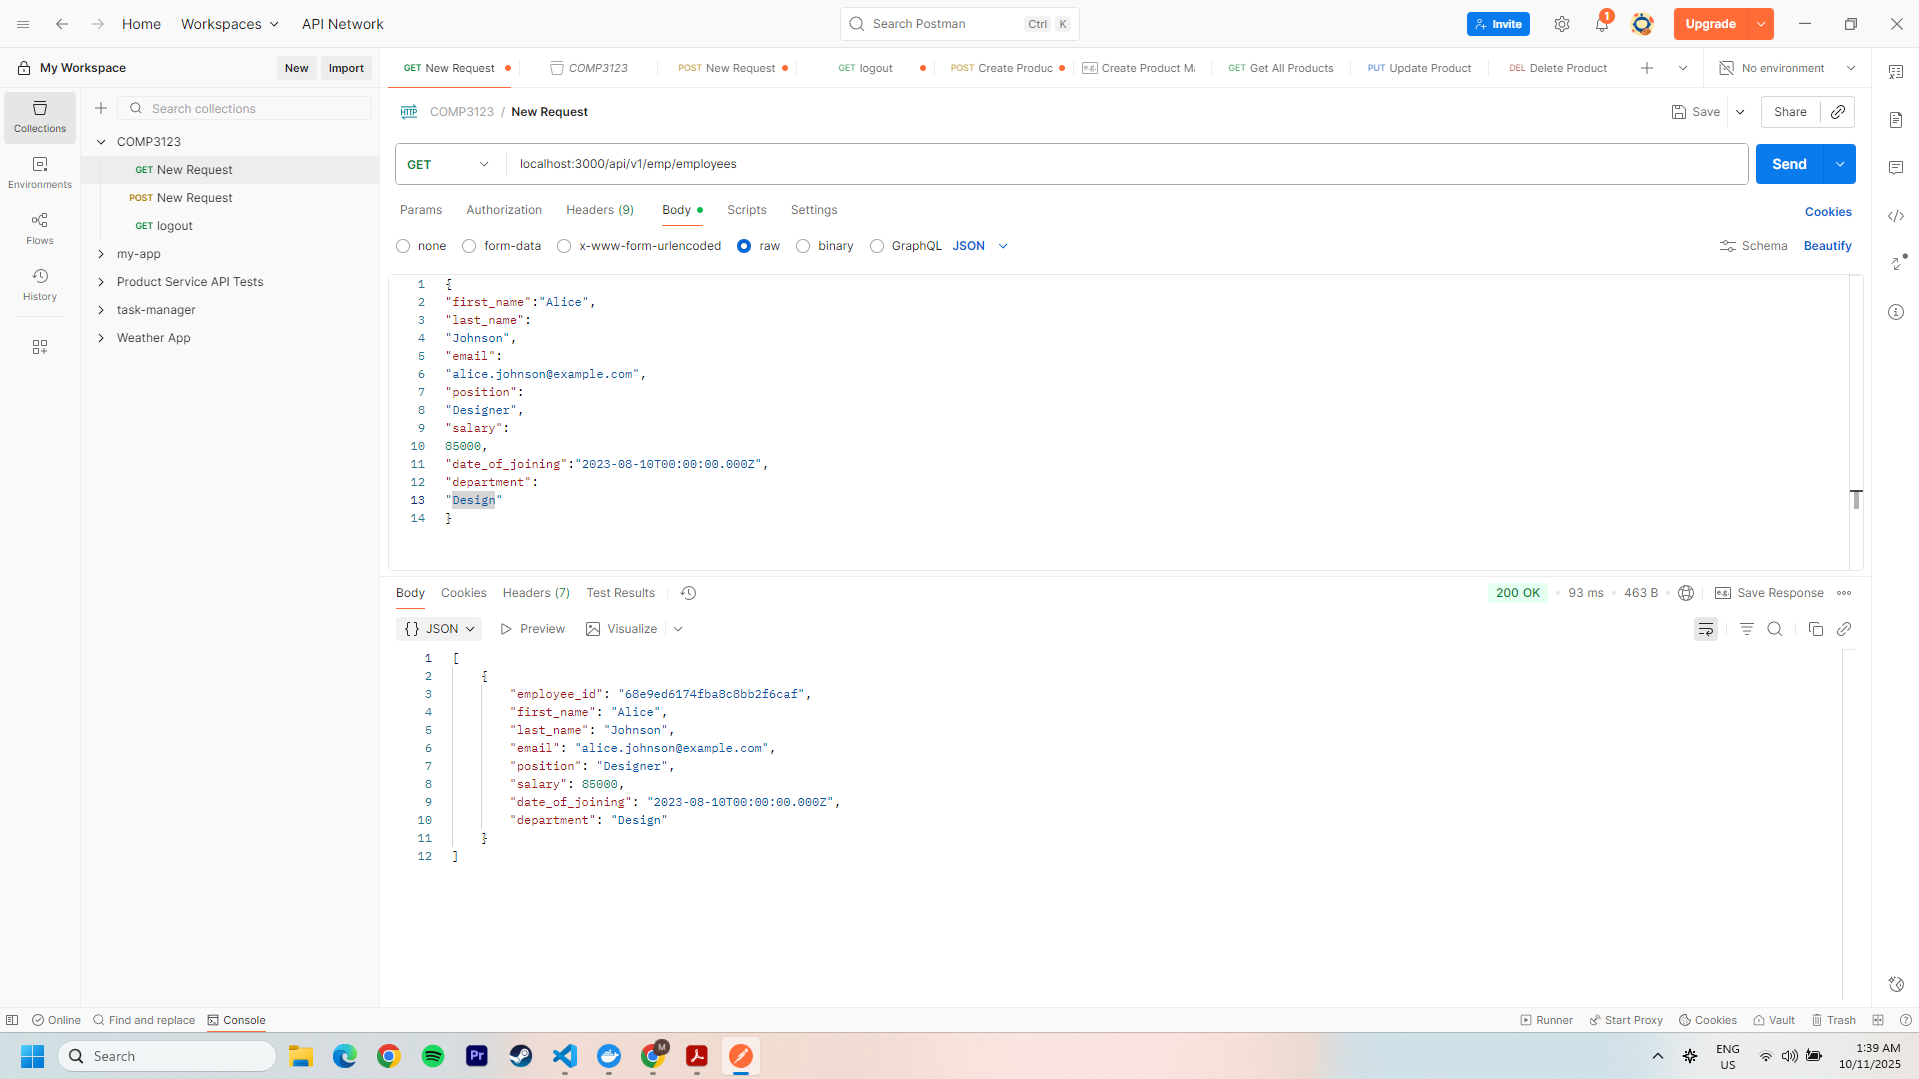 Home Workspaces API Network Search Postman Ctrl K Invite 1 Upgrade
My Workspace New Import GET New Request COMP3123 POST New Request GET logout POST Create Produc e.g. Create Product Mi GET Get All Products PUT Update Product DEL Delete Product No environment
Collections
Environments
Flows
History
Search collections
COMP3123
GET New Request
POST New Request
GET logout
my-app
Product Service API Tests
task-manager
Weather App
HTTP COMP3123 / New Request Save Share
GET localhost:3000/api/v1/emp/employees Send
Params Authorization Headers (9) Body Scripts Settings Cookies
none form-data x-www-form-urlencoded raw binary GraphQL JSON Schema Beautify
1 {
2 "first_name":"Alice",
3 "last_name":
4 "Johnson",
5 "email":
6 "alice.johnson@example.com",
7 "position":
8 "Designer",
9 "salary":
10 85000,
11 "date_of_joining":"2023-08-10T00:00:00.000Z",
12 "department":
13 "Design"
14 }
Body Cookies Headers (7) Test Results 200 OK 93 ms 463 B e.g. Save Response
{} JSON Preview Visualize
1 [
2 {
3 "employee_id": "68e9ed6174fba8c8bb2f6caf",
4 "first_name": "Alice",
5 "last_name": "Johnson",
6 "email": "alice.johnson@example.com",
7 "position": "Designer",
8 "salary": 85000,
9 "date_of_joining": "2023-08-10T00:00:00.000Z",
10 "department": "Design"
11 }
12 ]
Online Find and replace Console Runner Start Proxy Cookies Vault Trash
Search Pr M ENG 1:39 AM
US 10/11/2025